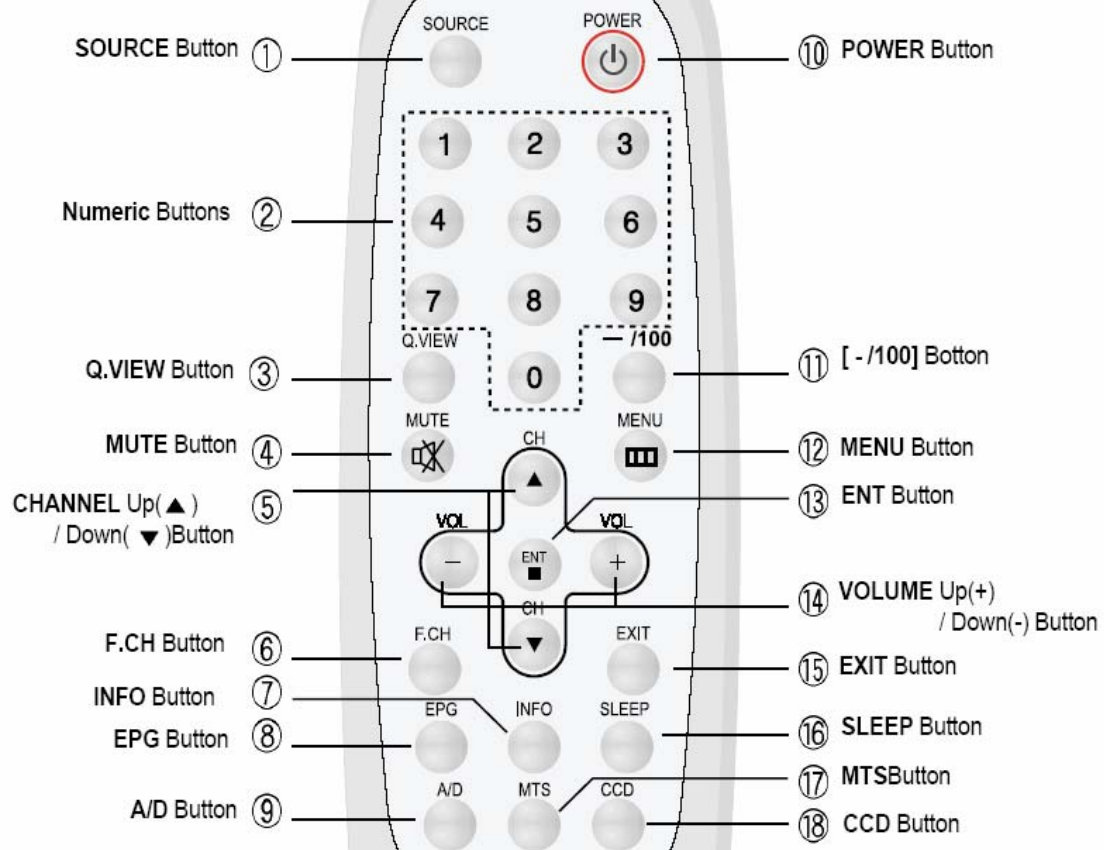 SOURCE POWER
SOURCE Button ①
⑩ POWER Button
1 2 3
Numeric Buttons ②
4 5 6
7 8 9
Q.VIEW
— /100
Q.VIEW Button ③
0
⑪ [ - /100] Botton
MUTE
MENU
MUTE Button ④
CH
▲
⑫ MENU Button
CHANNEL Up( ▲ )
/ Down( ▼ )Button
⑤
⑬ ENT Button
VOL
VOL
−
ENT
■
+
⑭ VOLUME Up(+)
/ Down(-) Button
CH
▼
F.CH Button ⑥
F.CH
EXIT
⑮ EXIT Button
INFO Button ⑦
EPG INFO SLEEP
EPG Button ⑧
⑯ SLEEP Button
⑰ MTSButton
A/D MTS CCD
A/D Button ⑨
⑱ CCD Button